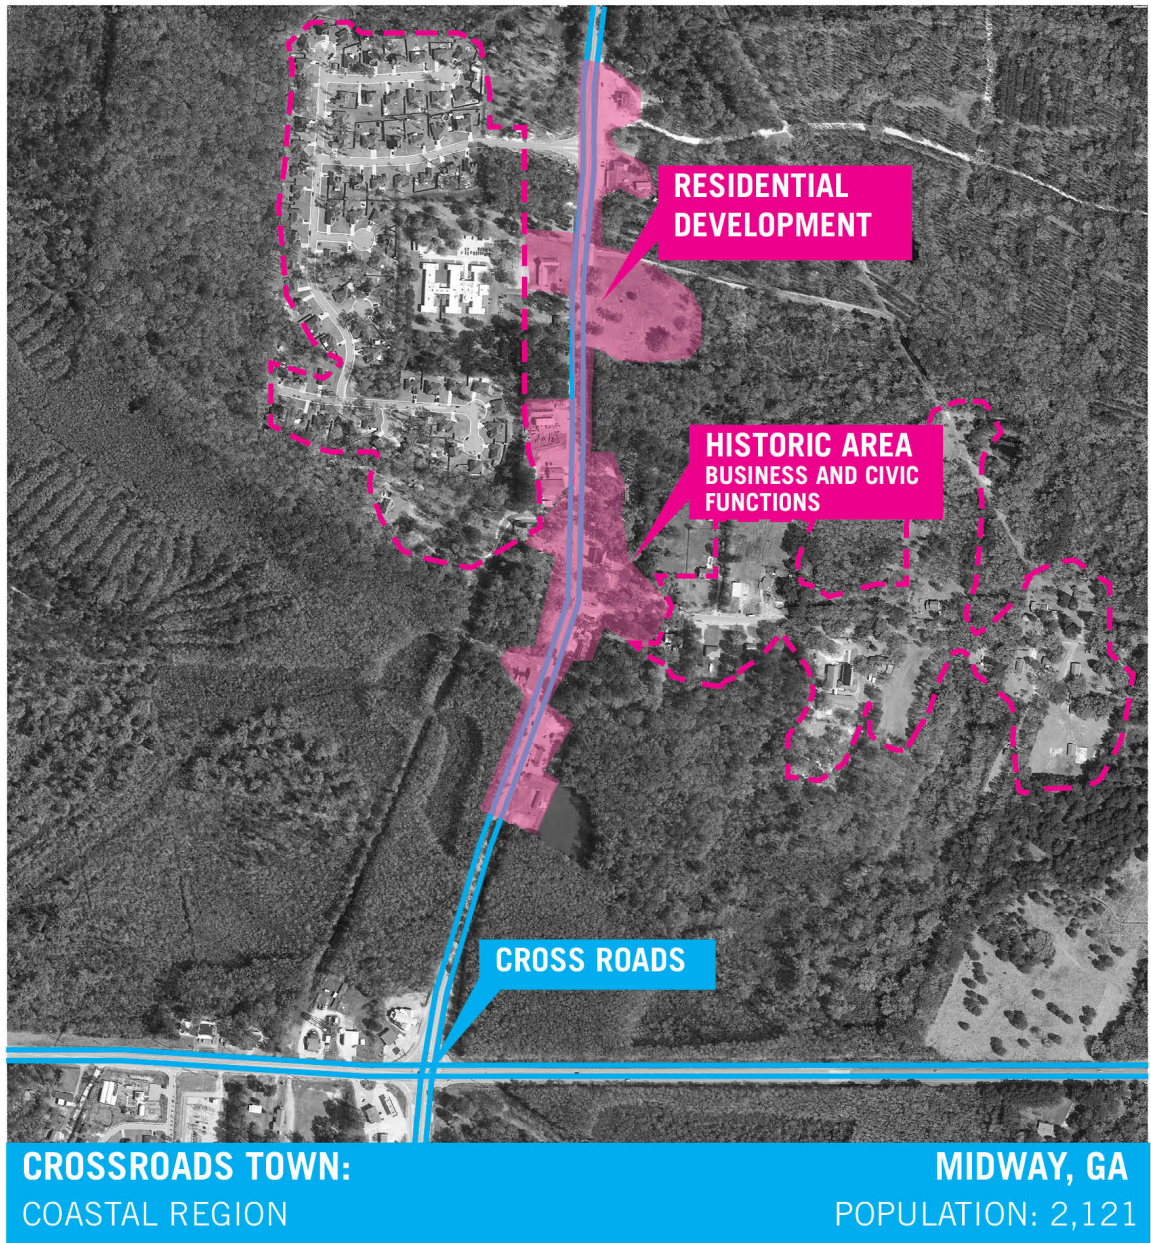 RESIDENTIAL
DEVELOPMENT
HISTORIC AREA
BUSINESS AND CIVIC
FUNCTIONS
CROSS ROADS
CROSSROADS TOWN:
MIDWAY, GA
COASTAL REGION
POPULATION: 2,121